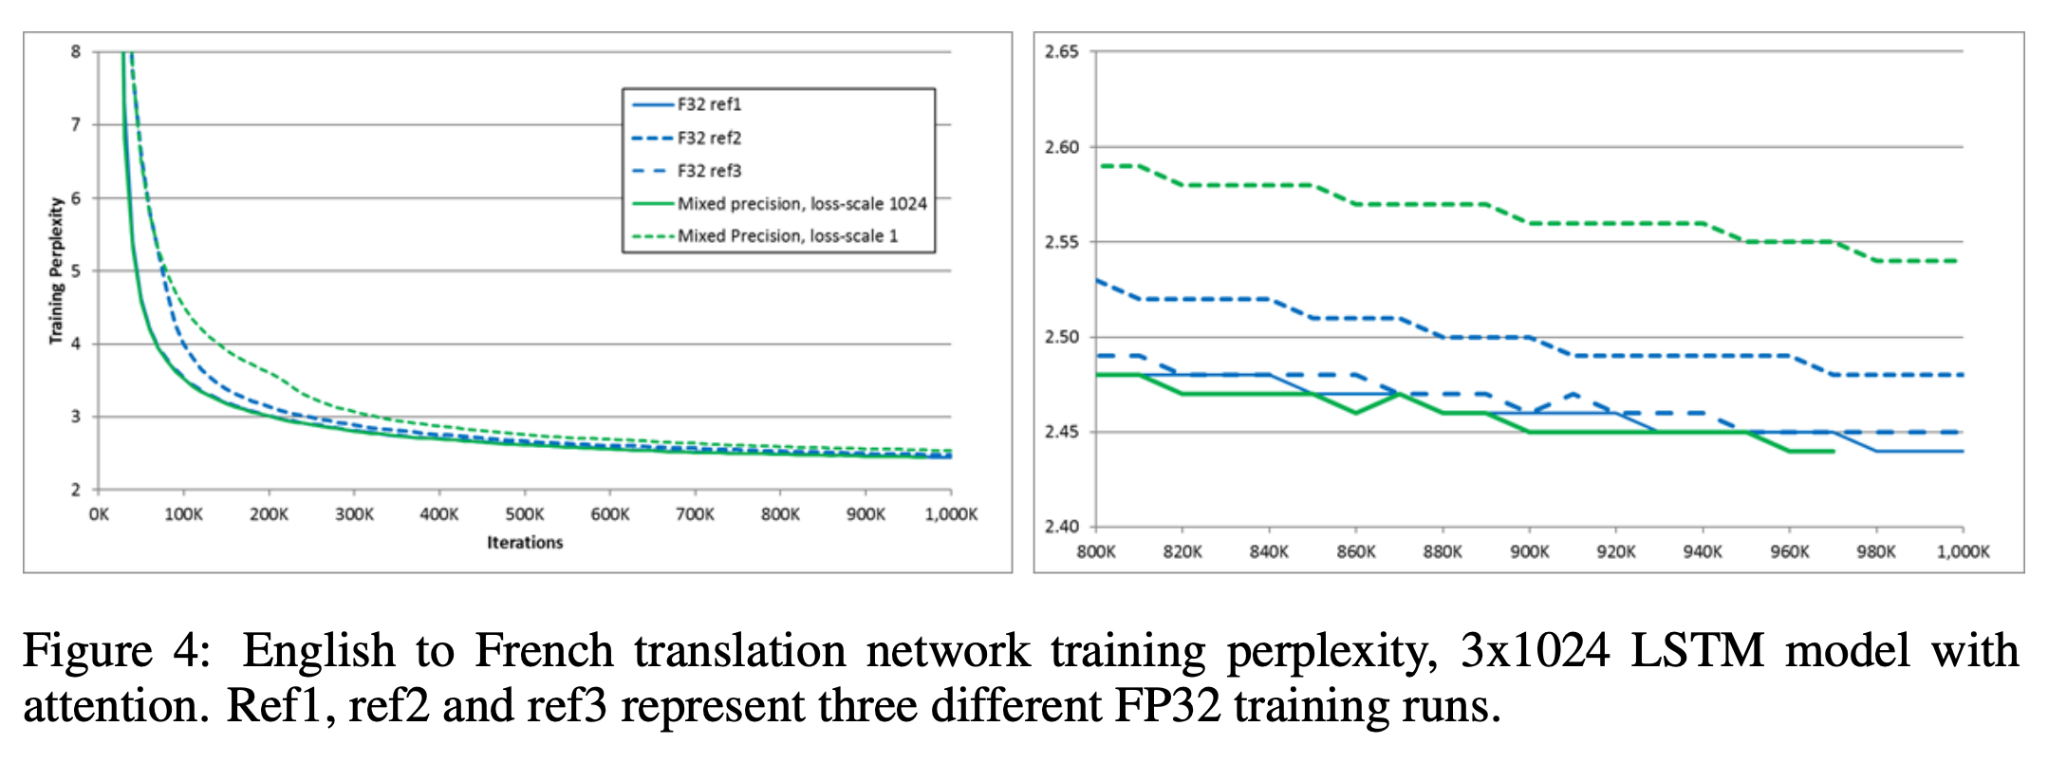 8
7
6
5
4
3
2
Training Perplexity
0K 100K 200K 300K 400K 500K 600K 700K 800K 900K 1,000K
Iterations
F32 ref1
F32 ref2
F32 ref3
Mixed precision, loss-scale 1024
Mixed Precision, loss-scale 1
2.65
2.60
2.55
2.50
2.45
2.40
800K 820K 840K 860K 880K 900K 920K 940K 960K 980K 1,000K
Figure 4: English to French translation network training perplexity, 3x1024 LSTM model with
attention. Ref1, ref2 and ref3 represent three different FP32 training runs.